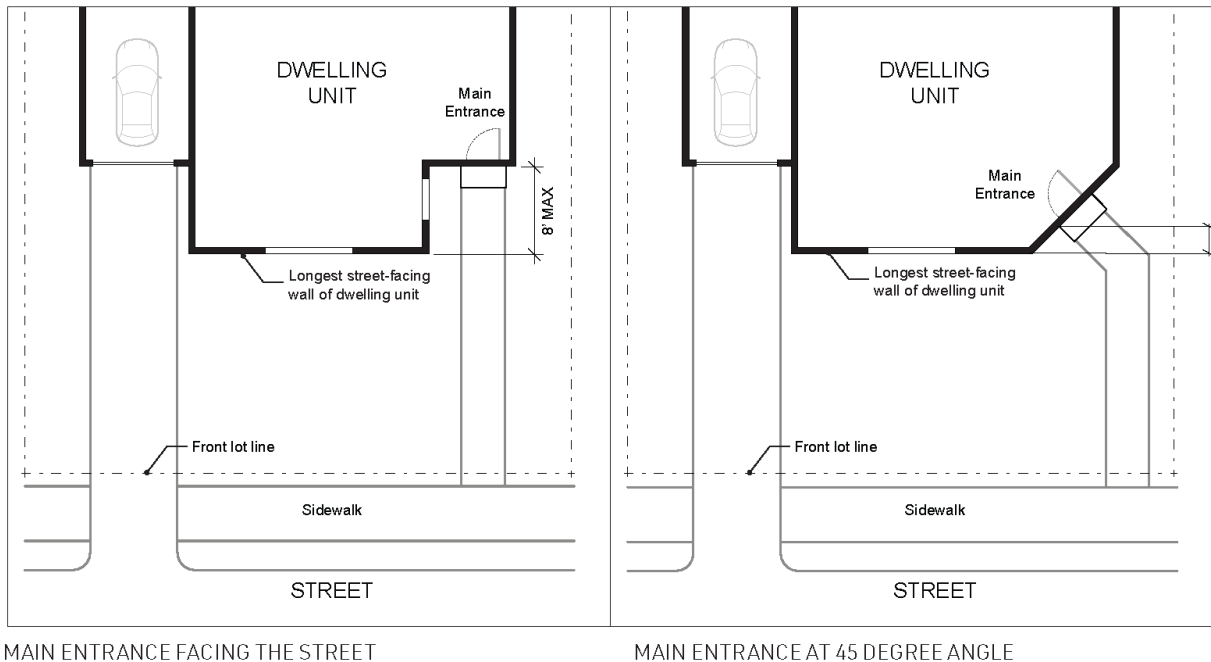 DWELLING
UNIT
Main
Entrance
8' MAX
Longest street-facing
wall of dwelling unit
Front lot line
Sidewalk
STREET
MAIN ENTRANCE FACING THE STREET
DWELLING
UNIT
Main
Entrance
Longest street-facing
wall of dwelling unit
Front lot line
Sidewalk
STREET
MAIN ENTRANCE AT 45 DEGREE ANGLE